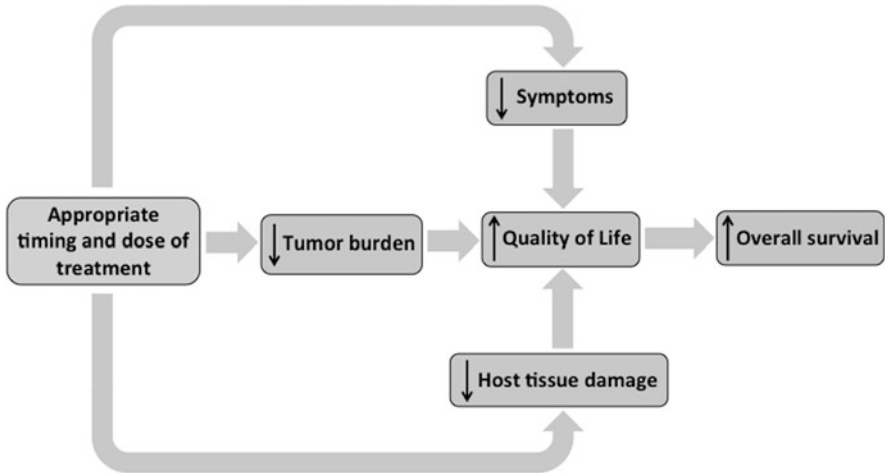 ↓ Symptoms
Appropriate
timing and dose of
treatment
↓ Tumor burden
↑ Quality of Life
↑ Overall survival
↓ Host tissue damage